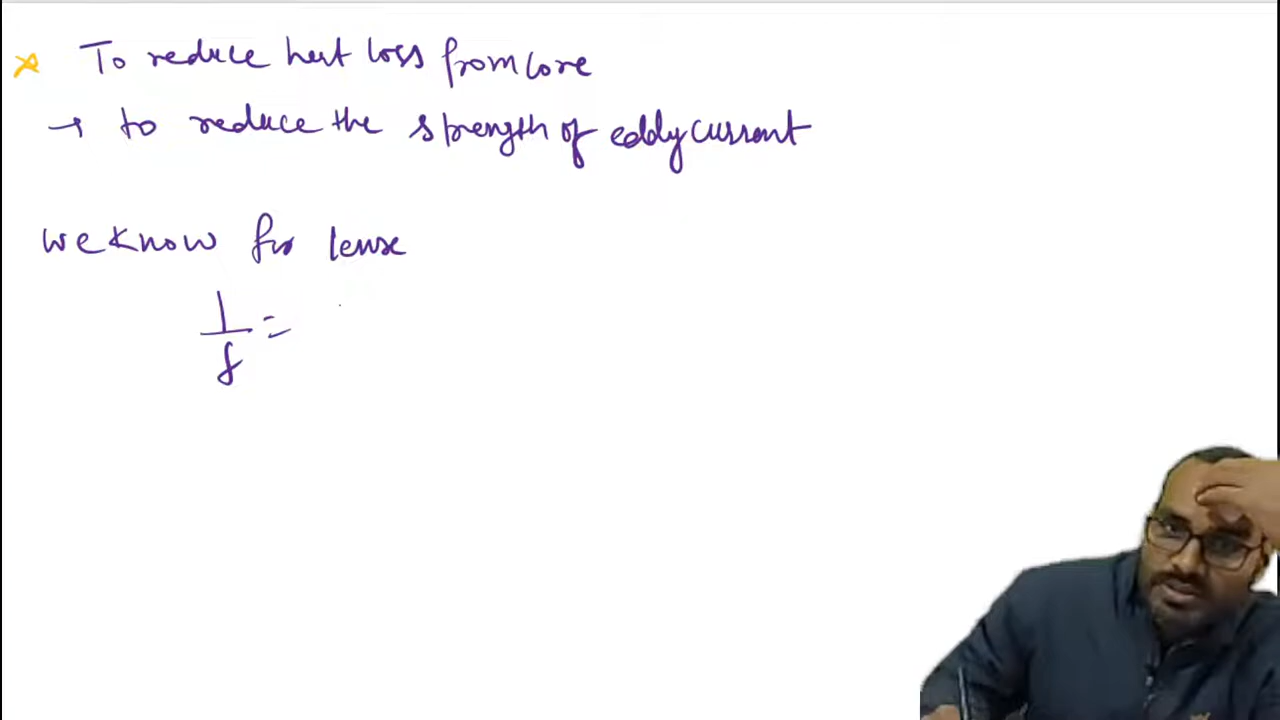 To reduce heat loss from core
→ to reduce the strength of eddy current
we know for lense
1/f =